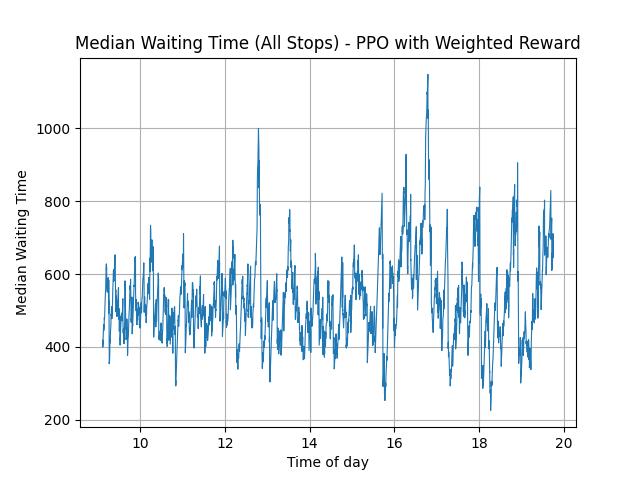 Median Waiting Time (All Stops) - PPO with Weighted Reward
1000
800
600
400
200
Median Waiting Time
10 12 14 16 18 20
Time of day